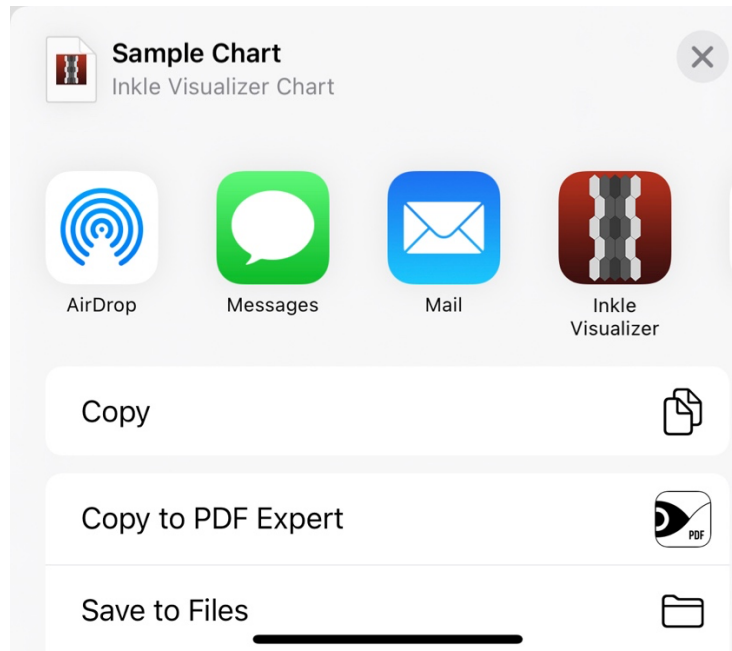 Sample Chart
Inkle Visualizer Chart
AirDrop
Messages
Mail
Inkle
Visualizer
Copy
Copy to PDF Expert
PDF
Save to Files